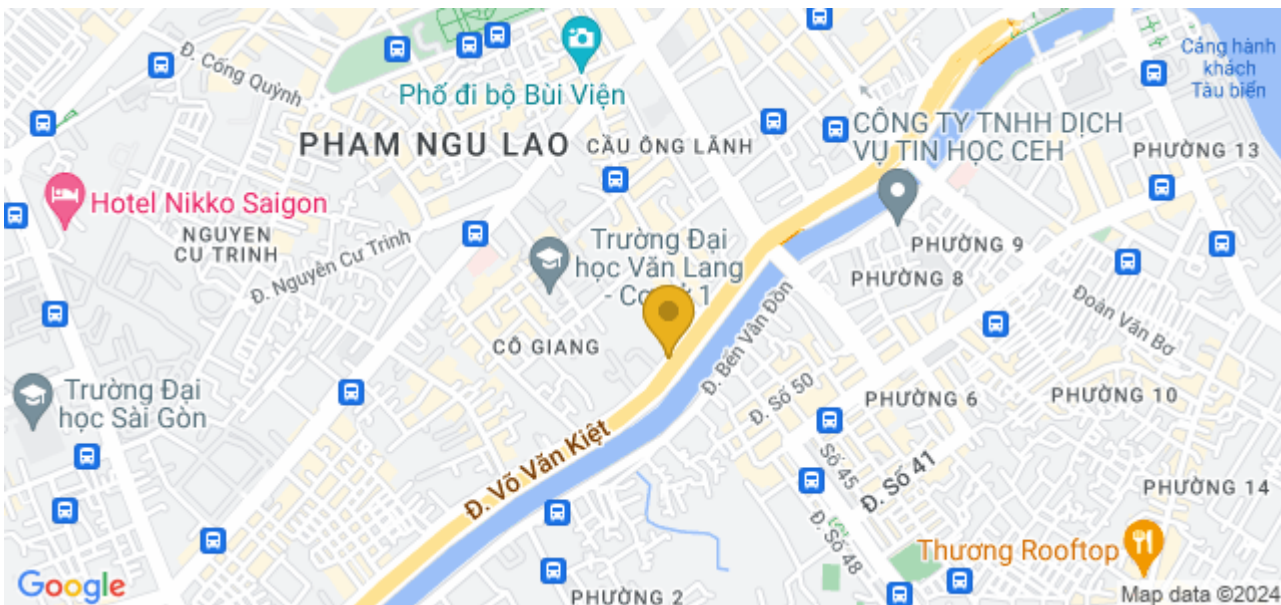 Đ. Cống Quỳnh
Phố đi bộ Bùi Viện
Cảng hành
khách
Tàu biển
PHAM NGU LAO
CẦU ÔNG LÃNH
CÔNG TY TNHH DỊCH
VỤ TIN HỌC CEH
PHƯỜNG 13
Hotel Nikko Saigon
NGUYEN
CU TRINH
Đ. Nguyễn Cư Trinh
Trường Đại
học Văn Lang
1
PHƯỜNG 9
PHƯỜNG 8
Đoàn Văn Bơ
CÔ GIANG
Đ. Bến Vân Đồn
Trường Đại
học Sài Gòn
Đ. Số 50
PHƯỜNG 6
PHƯỜNG 10
Đ. Võ Văn Kiệt
Số 45
Đ. Số 41
PHƯỜNG 14
Đ. Số 48
Thương Rooftop
PHƯỜNG 2
Google
Map data ©2024